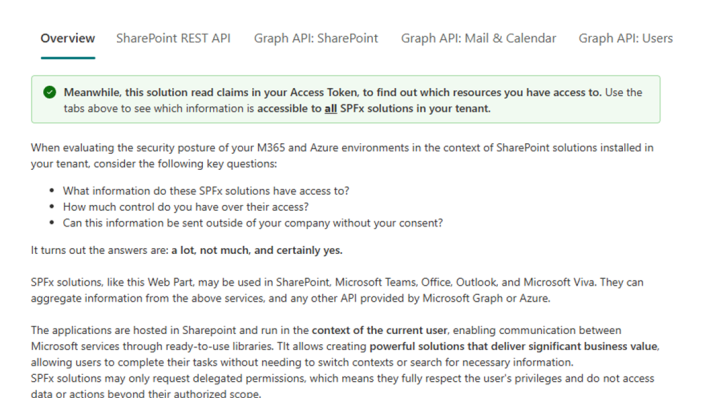 Overview SharePoint REST API Graph API: SharePoint Graph API: Mail & Calendar Graph API: Users
Meanwhile, this solution read claims in your Access Token, to find out which resources you have access to. Use the
tabs above to see which information is accessible to all SPFx solutions in your tenant.
When evaluating the security posture of your M365 and Azure environments in the context of SharePoint solutions installed in
your tenant, consider the following key questions:
• What information do these SPFx solutions have access to?
• How much control do you have over their access?
• Can this information be sent outside of your company without your consent?
It turns out the answers are: a lot, not much, and certainly yes.
SPFx solutions, like this Web Part, may be used in SharePoint, Microsoft Teams, Office, Outlook, and Microsoft Viva. They can
aggregate information from the above services, and any other API provided by Microsoft Graph or Azure.
The applications are hosted in Sharepoint and run in the context of the current user, enabling communication between
Microsoft services through ready-to-use libraries. TIt allows creating powerful solutions that deliver significant business value,
allowing users to complete their tasks without needing to switch contexts or search for necessary information.
SPFx solutions may only request delegated permissions, which means they fully respect the user's privileges and do not access
data or actions beyond their authorized scope.